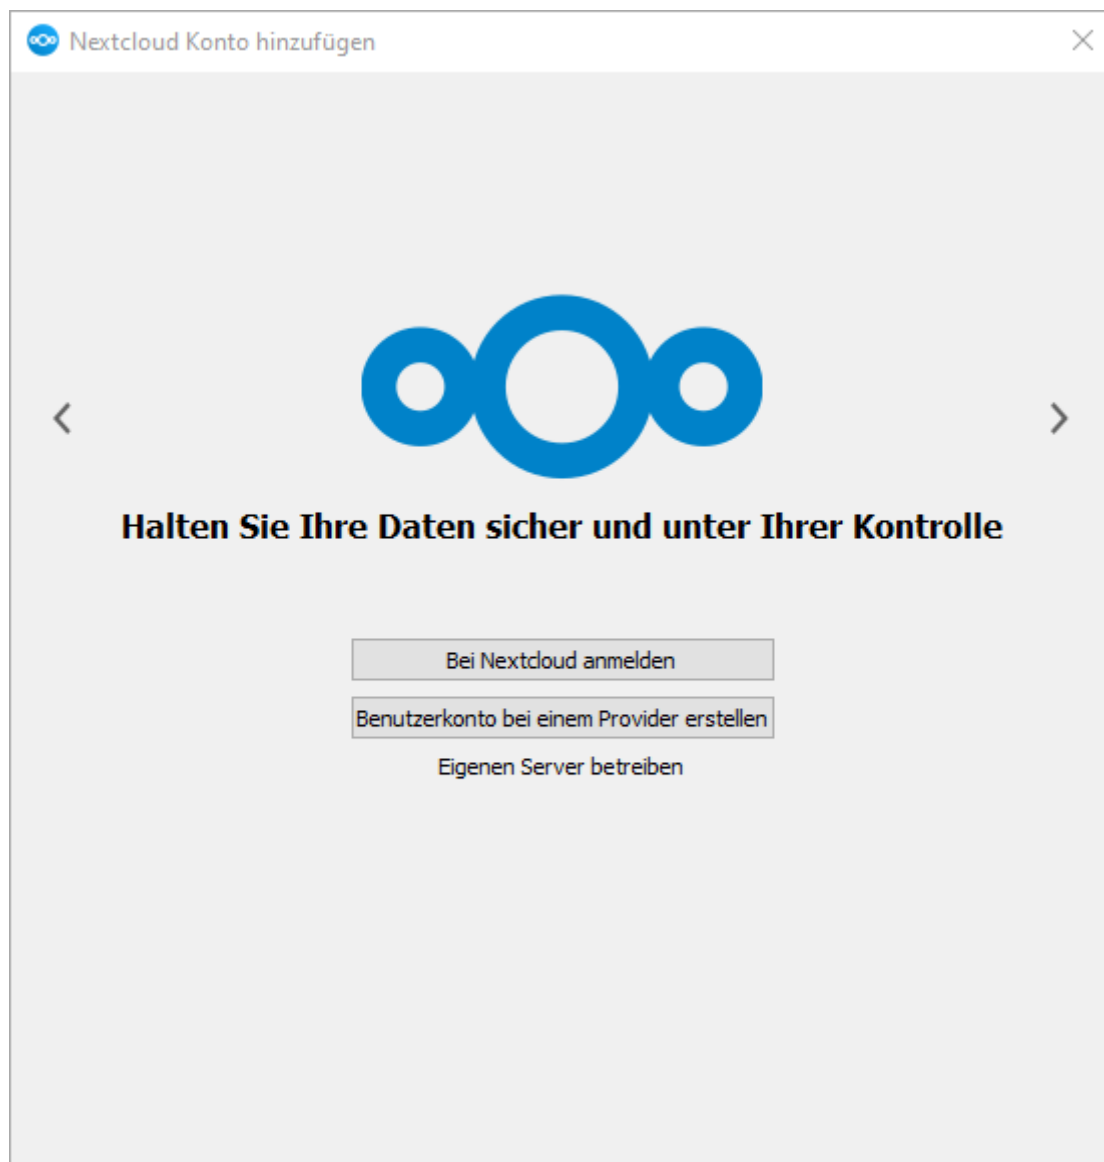 Nextcloud Konto hinzufügen
Halten Sie Ihre Daten sicher und unter Ihrer Kontrolle
Bei Nextcloud anmelden
Benutzerkonto bei einem Provider erstellen
Eigenen Server betreiben